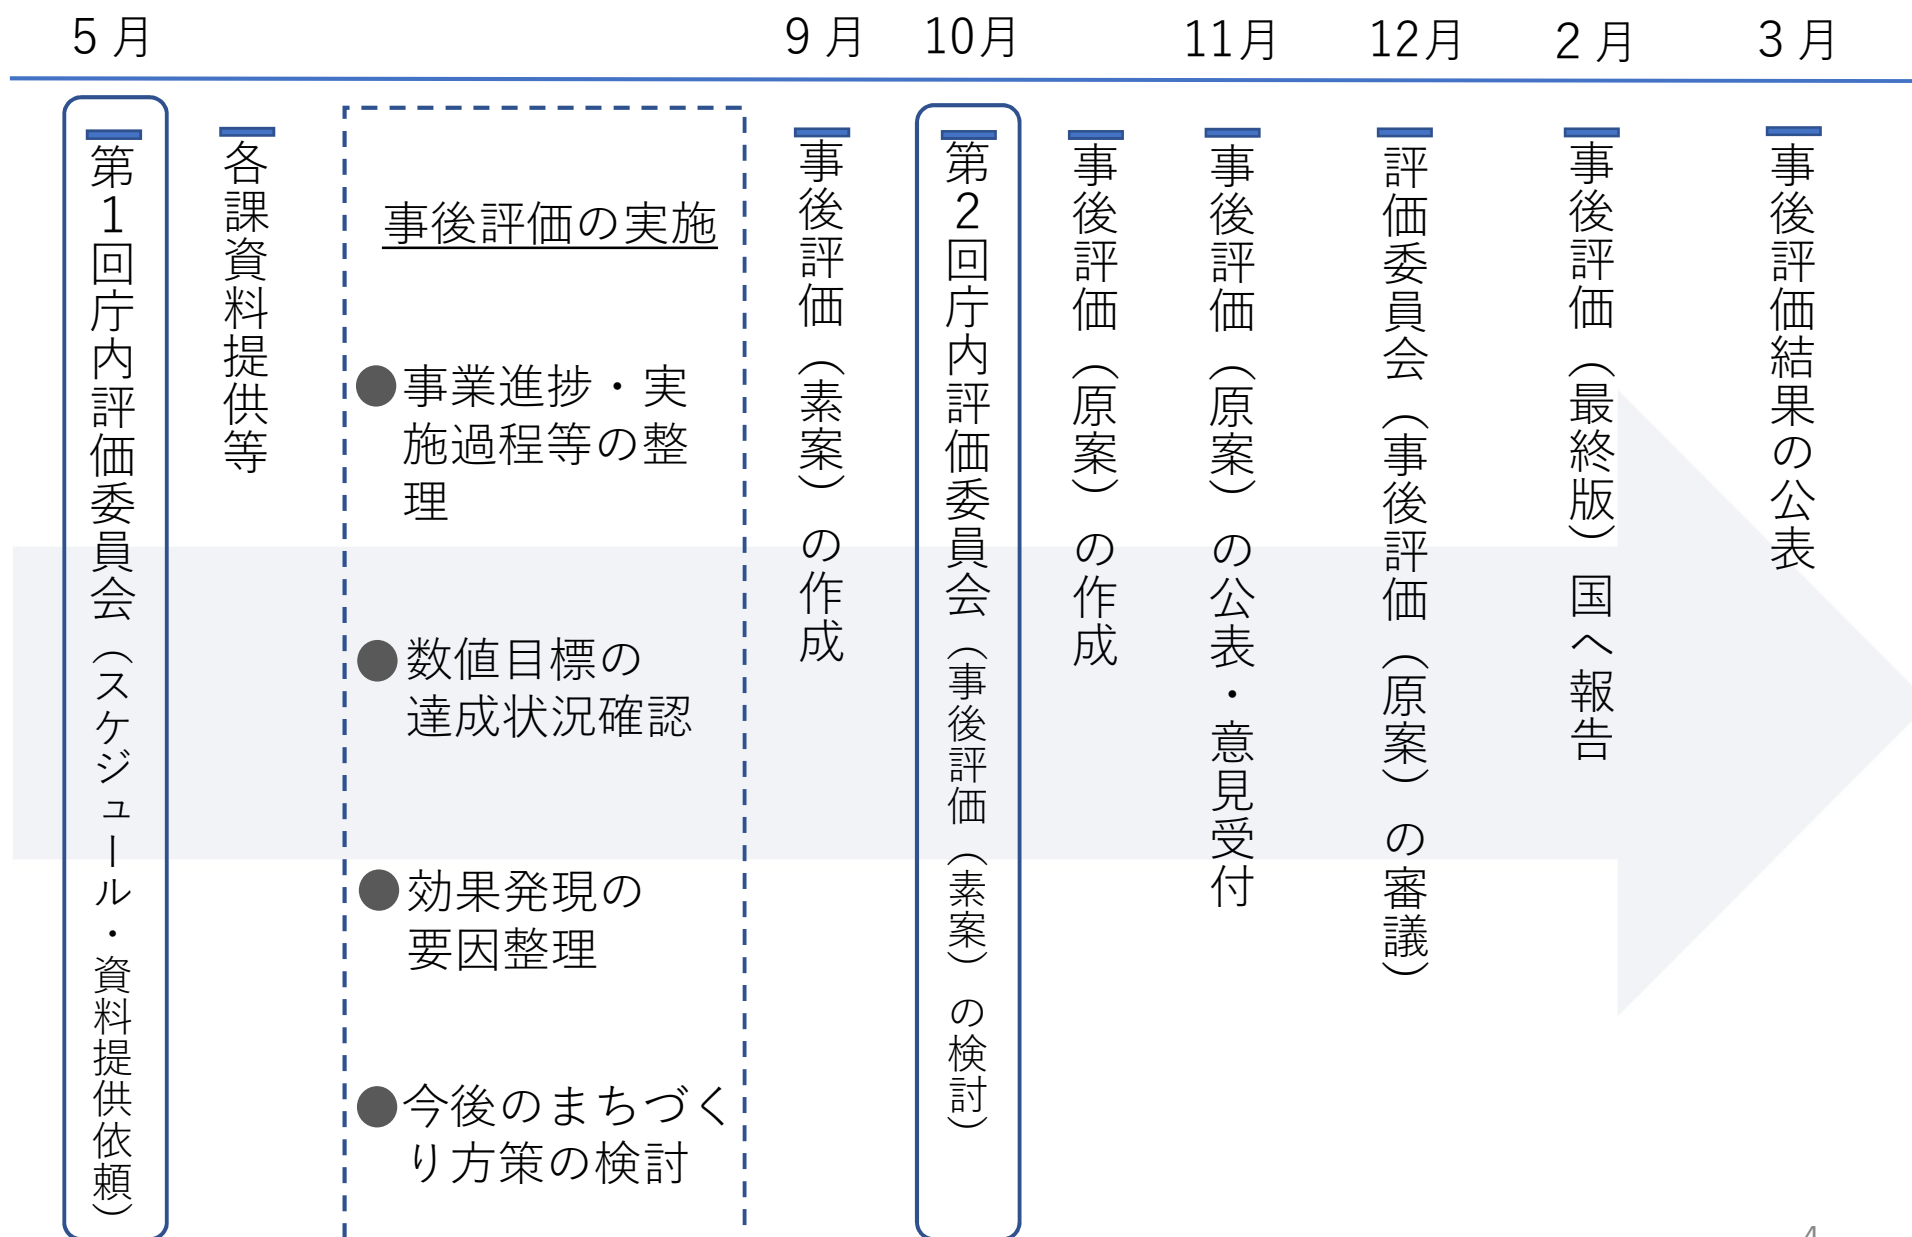 5月
9月
10月
11月
12月
2月
3月
第1回庁内評価委員会（スケジュール・資料提供依頼）
各課資料提供等
事後評価の実施
●事業進捗・実
施過程等の整
理
●数値目標の
達成状況確認
●効果発現の
要因整理
●今後のまちづく
り方策の検討
事後評価（素案）の作成
第2回庁内評価委員会（事後評価（素案）の検討）
事後評価（原案）の作成
事後評価（原案）の公表・意見受付
評価委員会（事後評価（原案）の審議）
事後評価（最終版）国へ報告
事後評価結果の公表